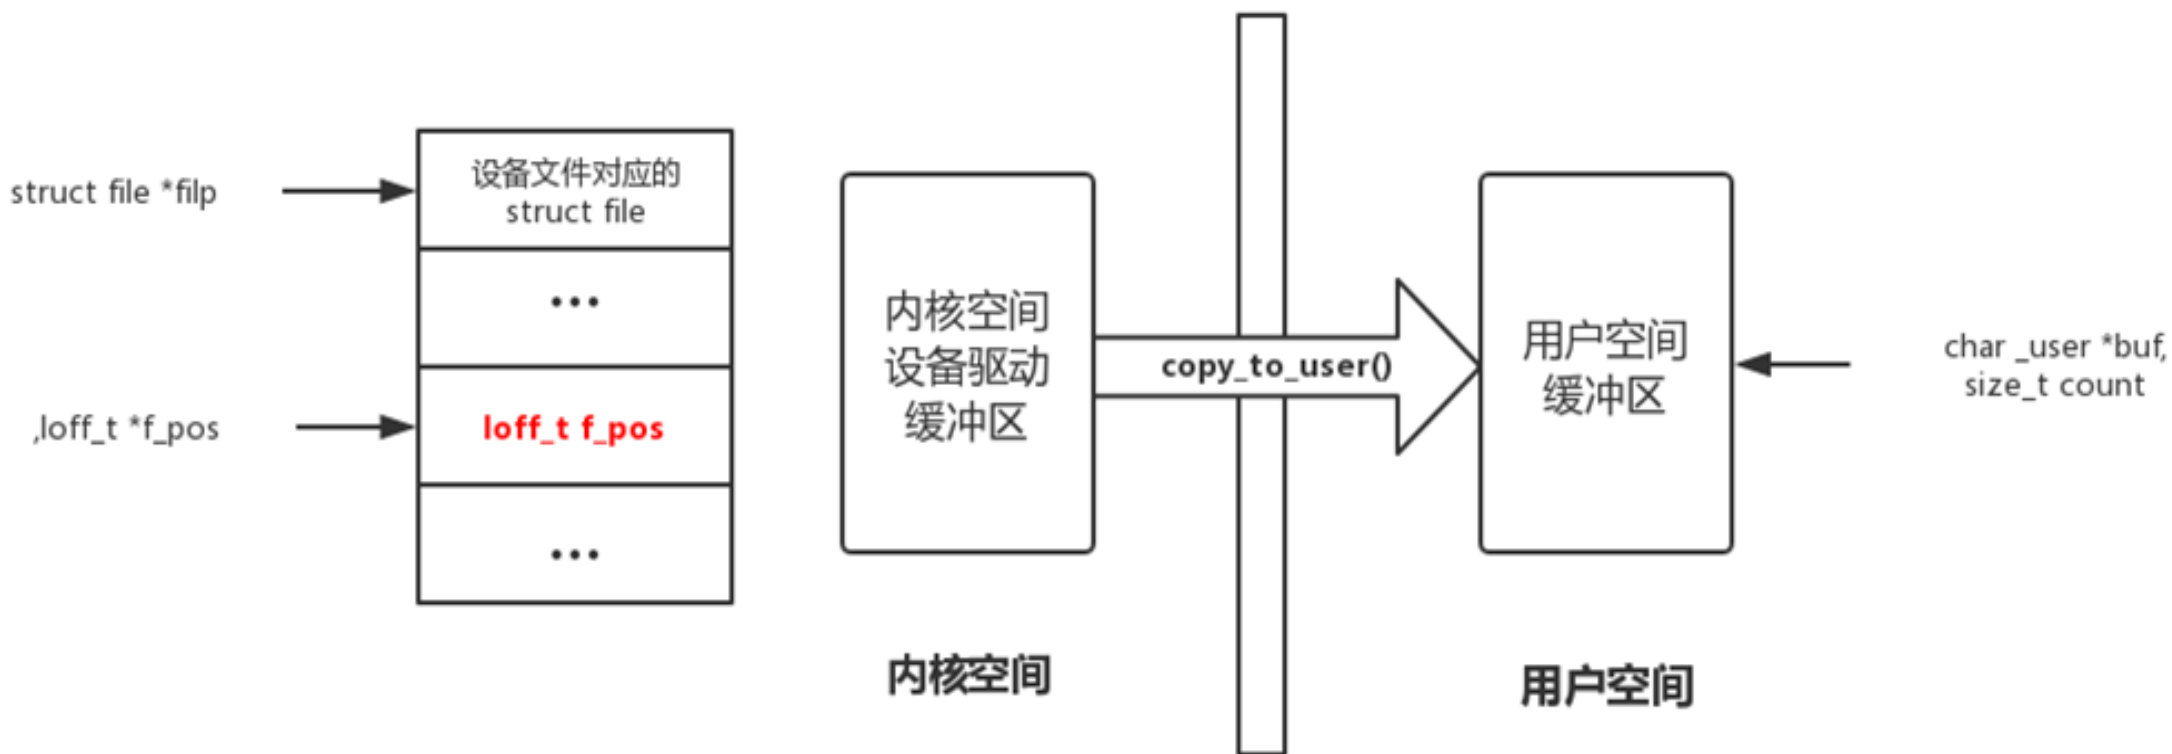 struct file *filp
设备文件对应的
struct file
...
,loff_t *f_pos
loff_t f_pos
...
内核空间
设备驱动
缓冲区
copy_to_user()
用户空间
缓冲区
char _user *buf,
size_t count
内核空间
用户空间